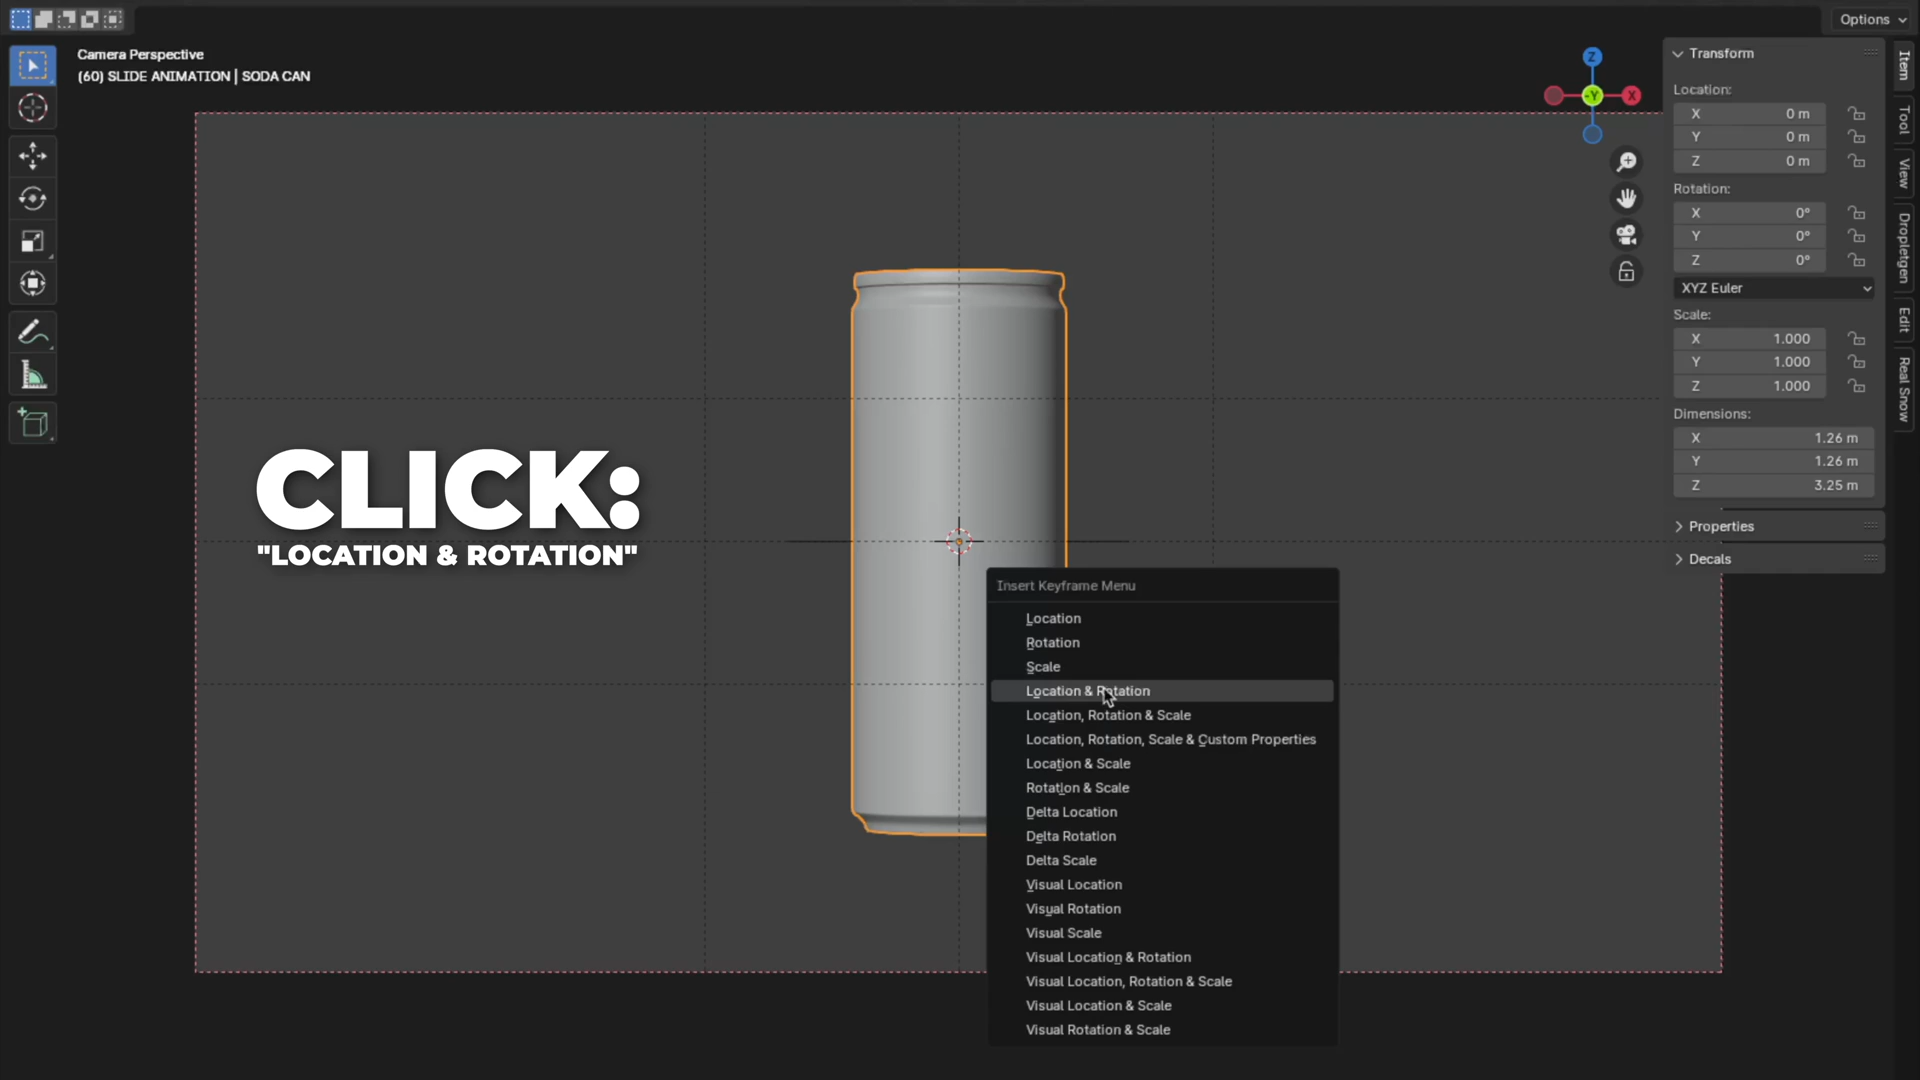 Options
Camera Perspective
(60) SLIDE ANIMATION | SODA CAN
Z
-Y
X
Transform
Location:
X 0 m
Y 0 m
Z 0 m
Rotation:
X 0°
Y 0°
Z 0°
XYZ Euler
Scale:
X 1.000
Y 1.000
Z 1.000
Dimensions:
X 1.26 m
Y 1.26 m
Z 3.25 m
Properties
Decals
Item
Tool
View
Dropletgen
Edit
Real Snow
CLICK:
"LOCATION & ROTATION"
Insert Keyframe Menu
Location
Rotation
Scale
Location & Rotation
Location, Rotation & Scale
Location, Rotation, Scale & Custom Properties
Location & Scale
Rotation & Scale
Delta Location
Delta Rotation
Delta Scale
Visual Location
Visual Rotation
Visual Scale
Visual Location & Rotation
Visual Location, Rotation & Scale
Visual Location & Scale
Visual Rotation & Scale